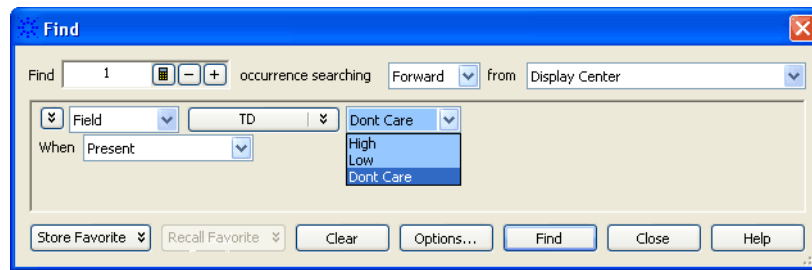 Find
Find 1 occurrence searching Forward from Display Center
Field TD Dont Care
When Present
High
Low
Dont Care
Store Favorite Recall Favorite Clear Options... Find Close Help